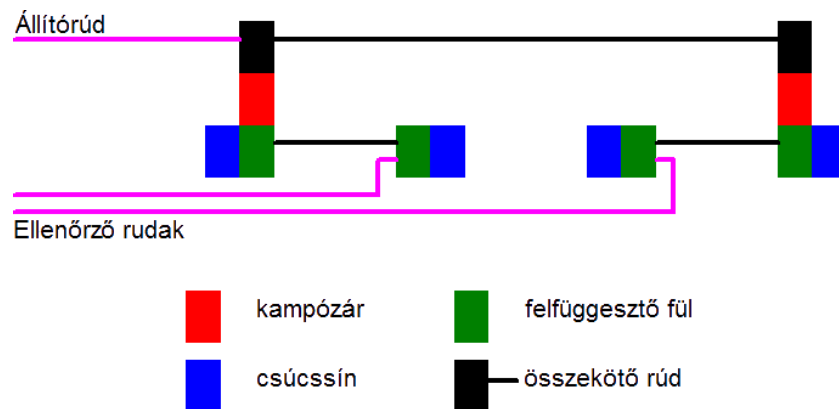 Állítórúd
Ellenőrző rudak
kampózár
felfüggesztő fül
csúcssín
összekötő rúd